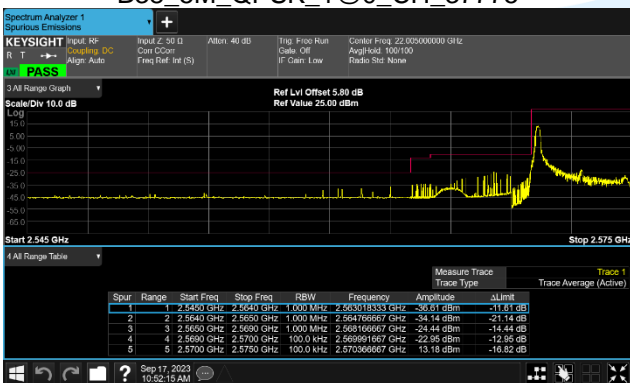 B38_5M_QPSK_1@0_CH_37775
Spectrum Analyzer 1
Spurious Emissions
KEYSIGHT Input: RF
R T Coupling: DC
Align: Auto
Input Z: 50 Ω
Corr CCorr
Freq Ref: Int (S)
Atten: 40 dB
Trig: Free Run
Gate: Off
IF Gain: Low
Center Freq: 22.005000000 GHz
Avg|Hold: 100/100
Radio Std: None
LW PASS
3 All Range Graph
Scale/Div 10.0 dB
Ref Lvl Offset 5.80 dB
Ref Value 25.00 dBm
Log
15.0
5.00
-5.00
-15.0
-25.0
-35.0
-45.0
-55.0
-65.0
Start 2.545 GHz
Stop 2.575 GHz
4 All Range Table
Measure Trace Trace 1
Trace Type Trace Average (Active)
Spur Range Start Freq Stop Freq RBW Frequency Amplitude ΔLimit
1 1 2.5450 GHz 2.5640 GHz 1.000 MHz 2.563018333 GHz -36.61 dBm -11.61 dB
2 2 2.5640 GHz 2.5650 GHz 1.000 MHz 2.564766667 GHz -34.14 dBm -21.14 dB
3 3 2.5650 GHz 2.5690 GHz 1.000 MHz 2.568166667 GHz -24.44 dBm -14.44 dB
4 4 2.5690 GHz 2.5700 GHz 100.0 kHz 2.569991667 GHz -22.95 dBm -12.95 dB
5 5 2.5700 GHz 2.5750 GHz 100.0 kHz 2.570366667 GHz 13.18 dBm -16.82 dB
?
Sep 17, 2023
10:52:15 AM